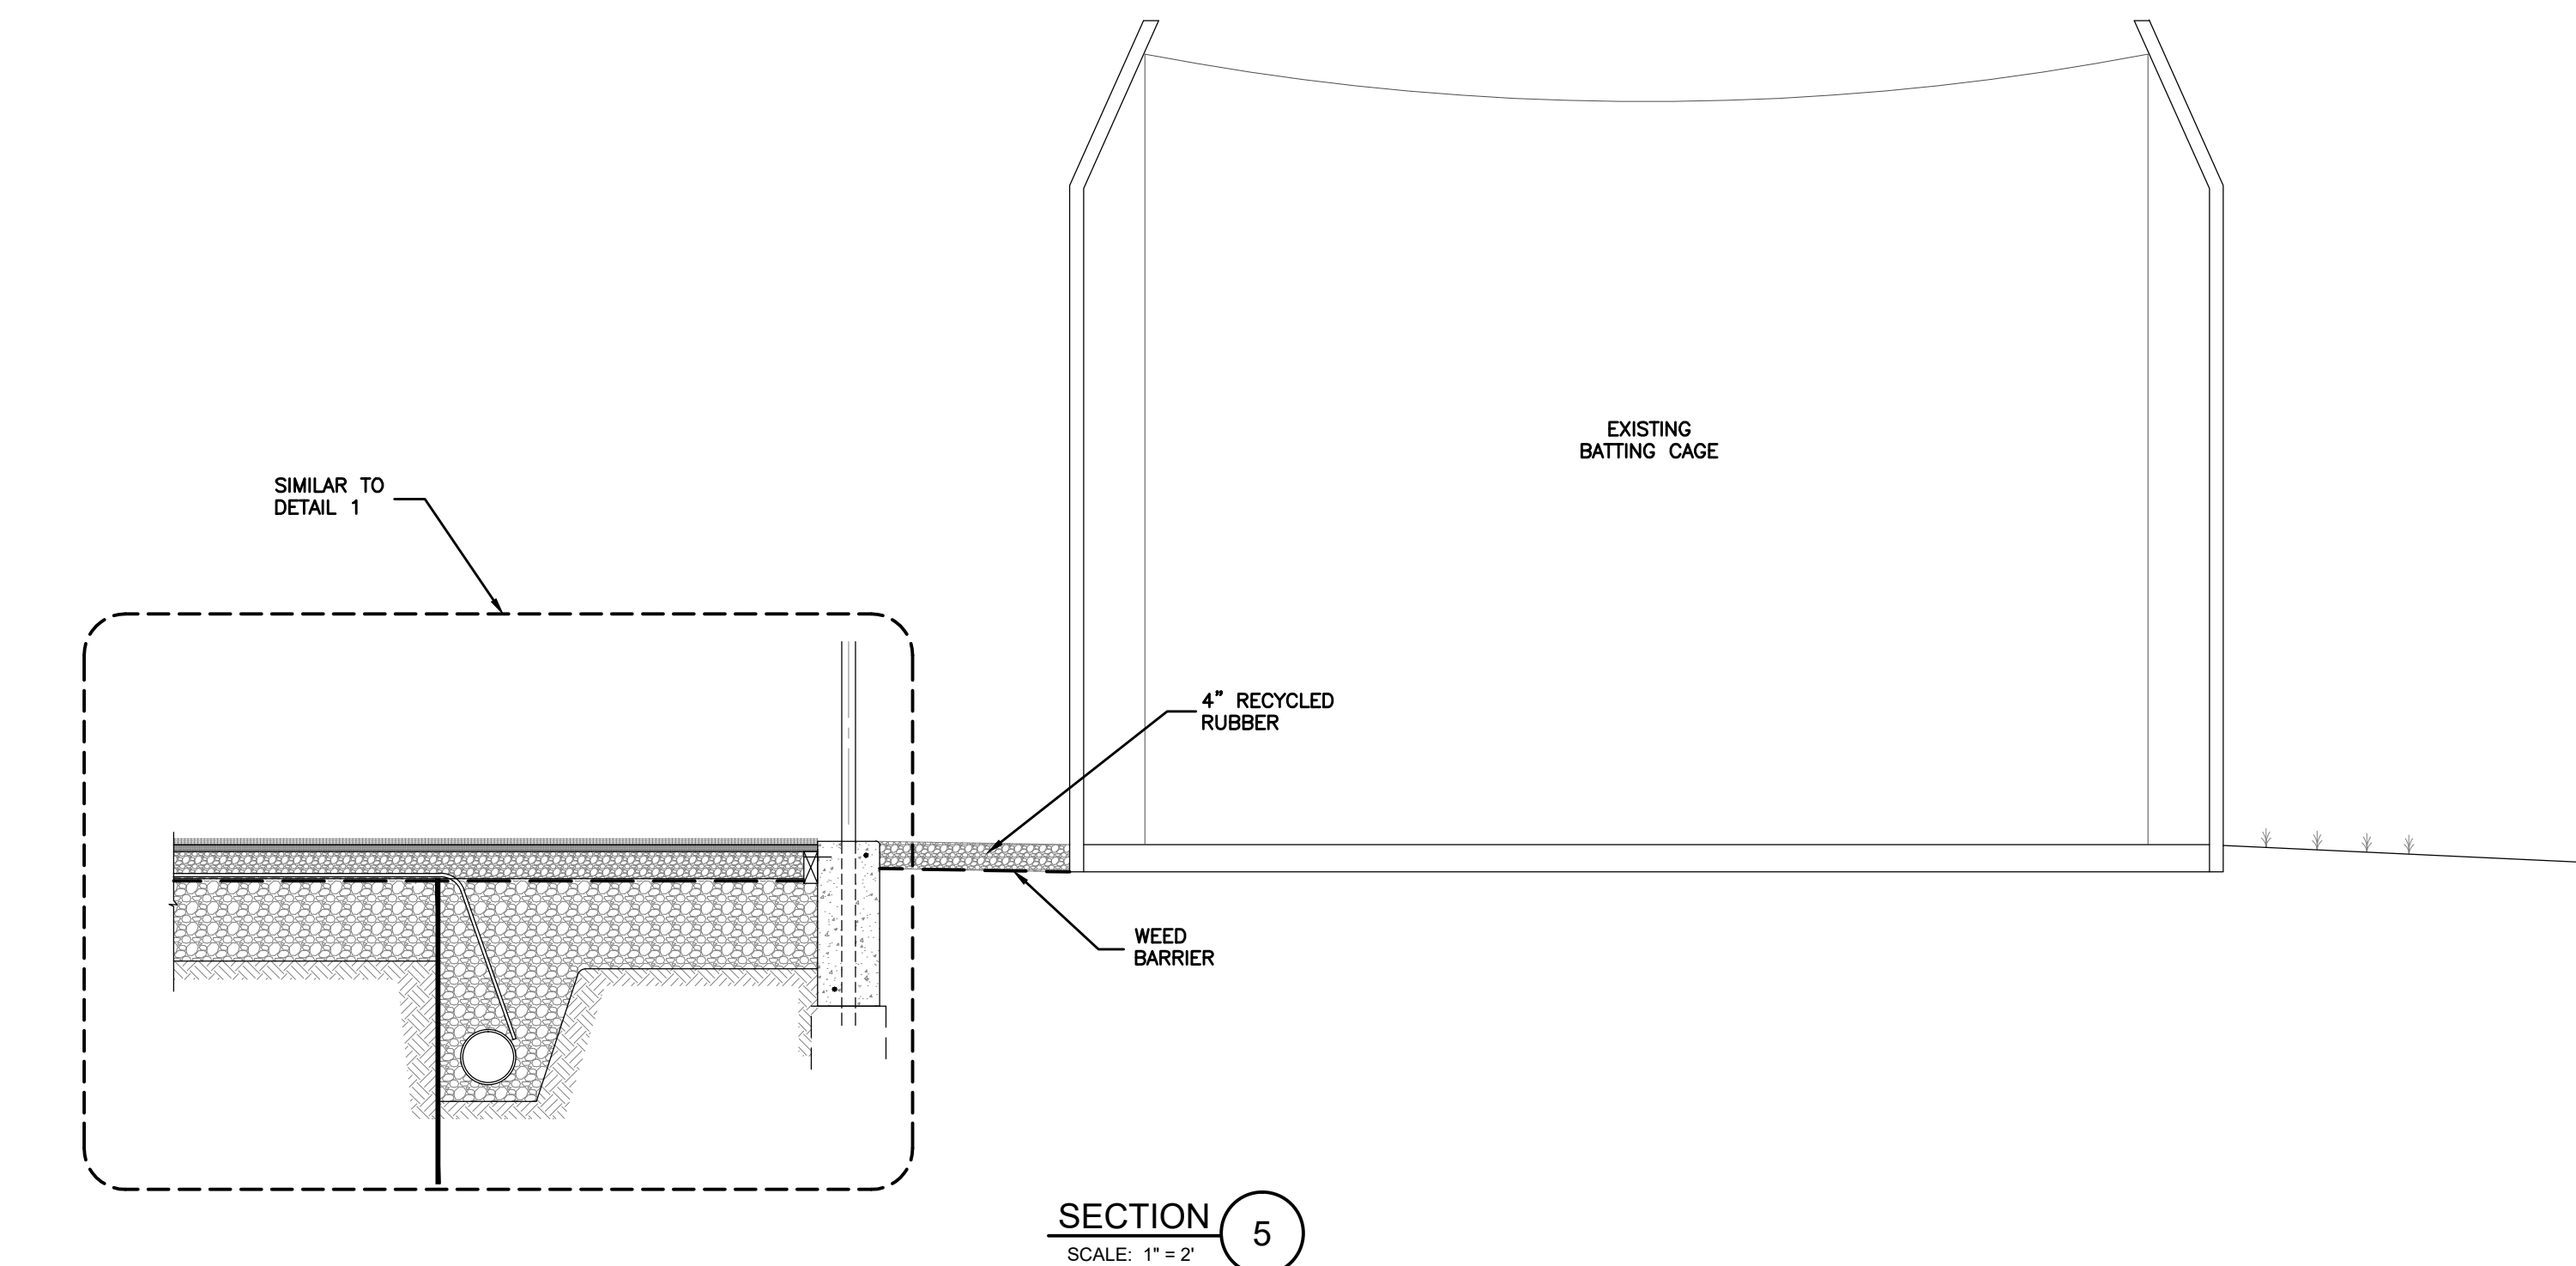 EXISTING
BATTING CAGE
SIMILAR TO
DETAIL 1
4" RECYCLED
RUBBER
WEED
BARRIER
SECTION
5
SCALE: 1" = 2'